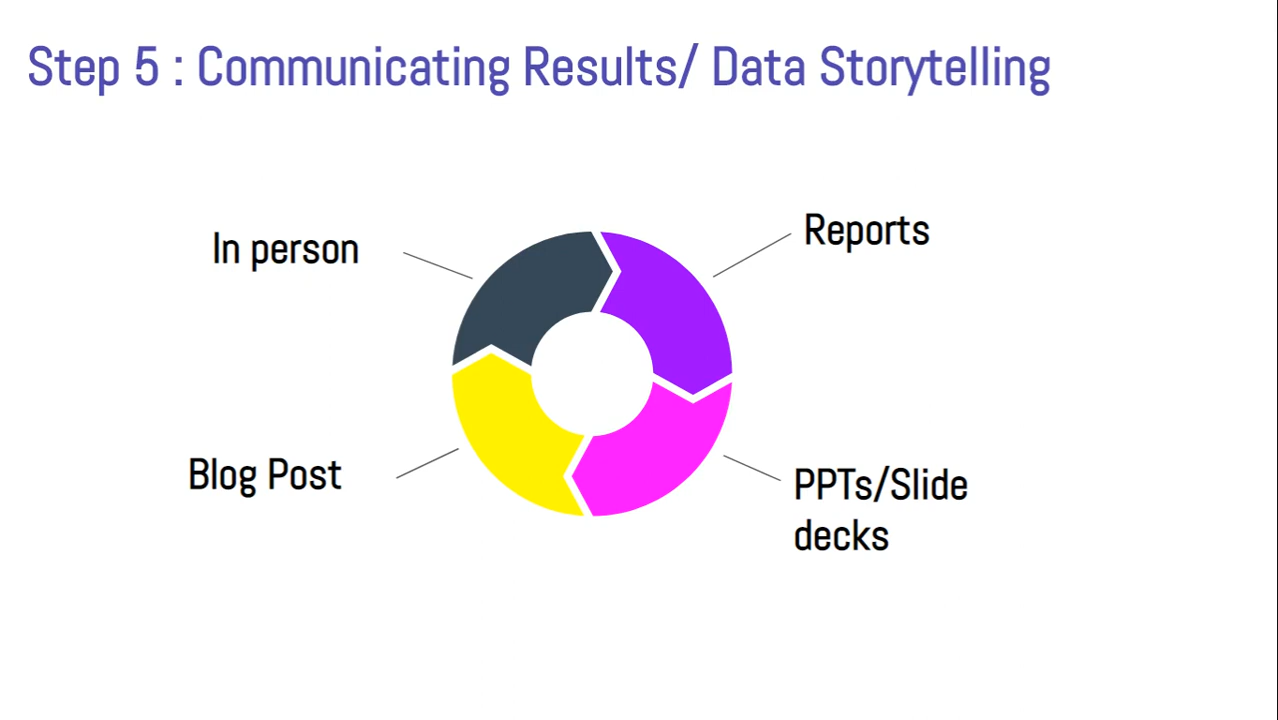 Step 5 : Communicating Results/ Data Storytelling
In person
Reports
Blog Post
PPTs/Slide
decks